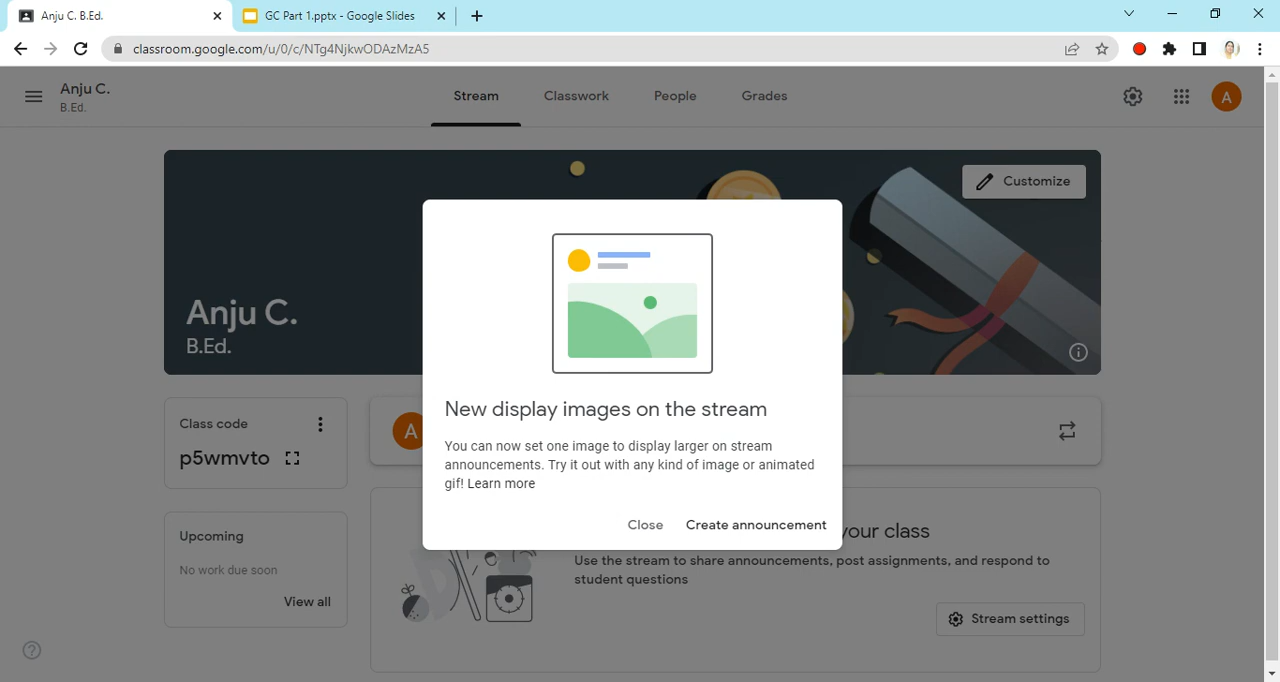 Anju C. B.Ed.
GC Part 1.pptx - Google Slides
classroom.google.com/u/0/c/NTg4NjkwODAzMzA5
Anju C.
B.Ed.
Stream
Classwork
People
Grades
A
Customize
Anju C.
B.Ed.
New display images on the stream
You can now set one image to display larger on stream
announcements. Try it out with any kind of image or animated
gif! Learn more
Close
Create announcement
Class code
p5wmvto
A
Upcoming
No work due soon
View all
your class
Use the stream to share announcements, post assignments, and respond to
student questions
Stream settings